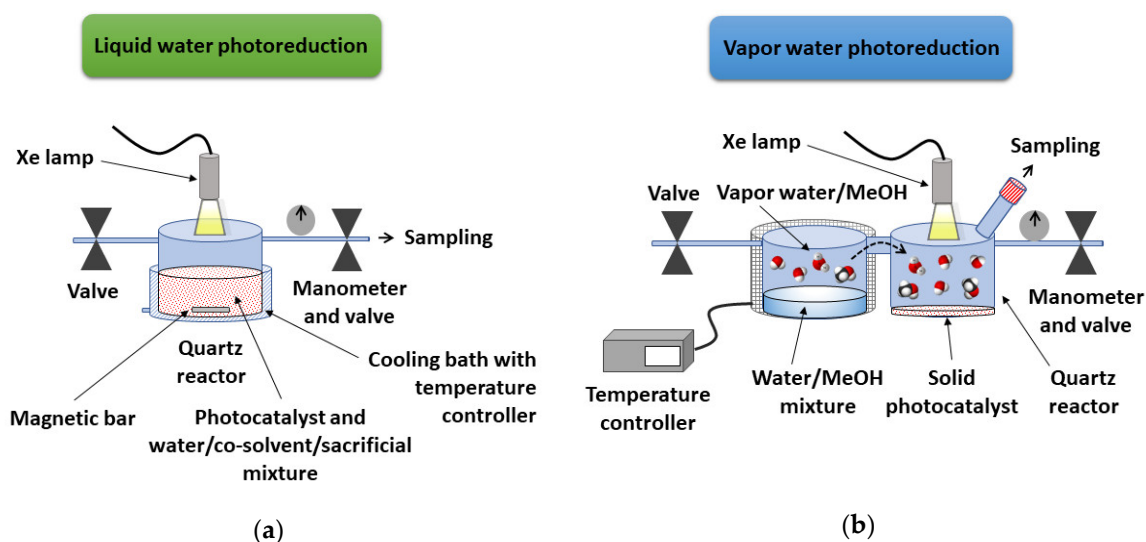 Liquid water photoreduction
Xe lamp
Sampling
Valve
Manometer
and valve
Quartz
reactor
Cooling bath with
temperature
controller
Magnetic bar
Photocatalyst and
water/co-solvent/sacrificial
mixture
(a)
Vapor water photoreduction
Xe lamp
Sampling
Valve
Vapor water/MeOH
Manometer
and valve
Temperature
controller
Water/MeOH
mixture
Solid
photocatalyst
Quartz
reactor
(b)